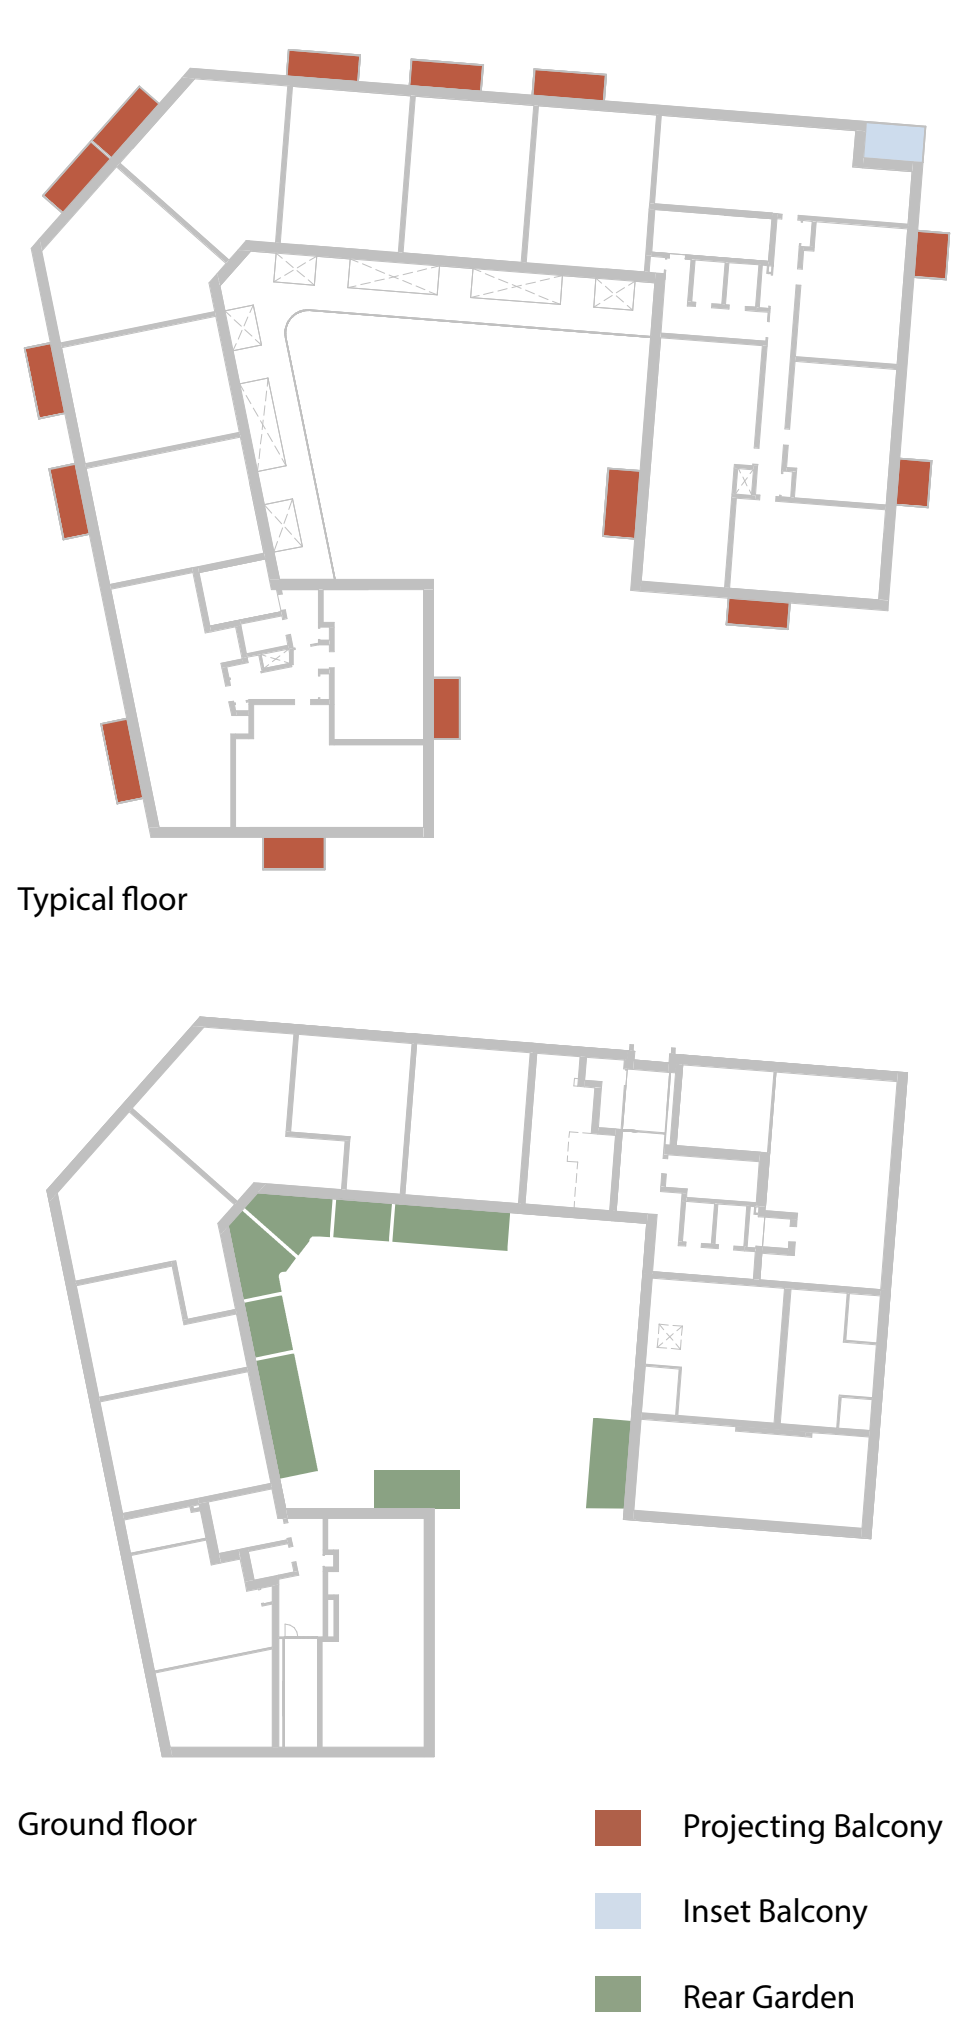 Typical floor
Ground floor
Projecting Balcony
Inset Balcony
Rear Garden